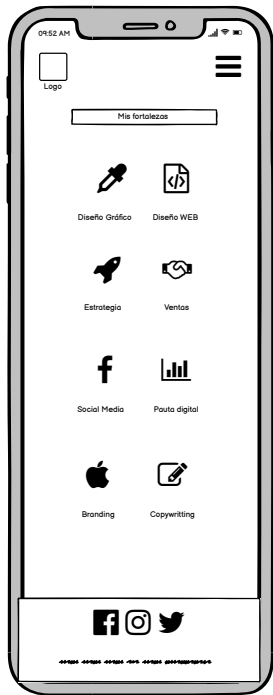 09:52 AM
Logo
Mis fortalezas
Diseño Gráfico Diseño WEB
Estrategia Ventas
Social Media Pauta digital
Branding Copywritting